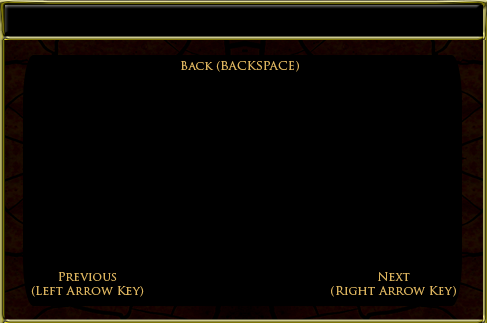 Back (BACKSPACE)
Previous
(Left Arrow Key)
Next
(Right Arrow Key)